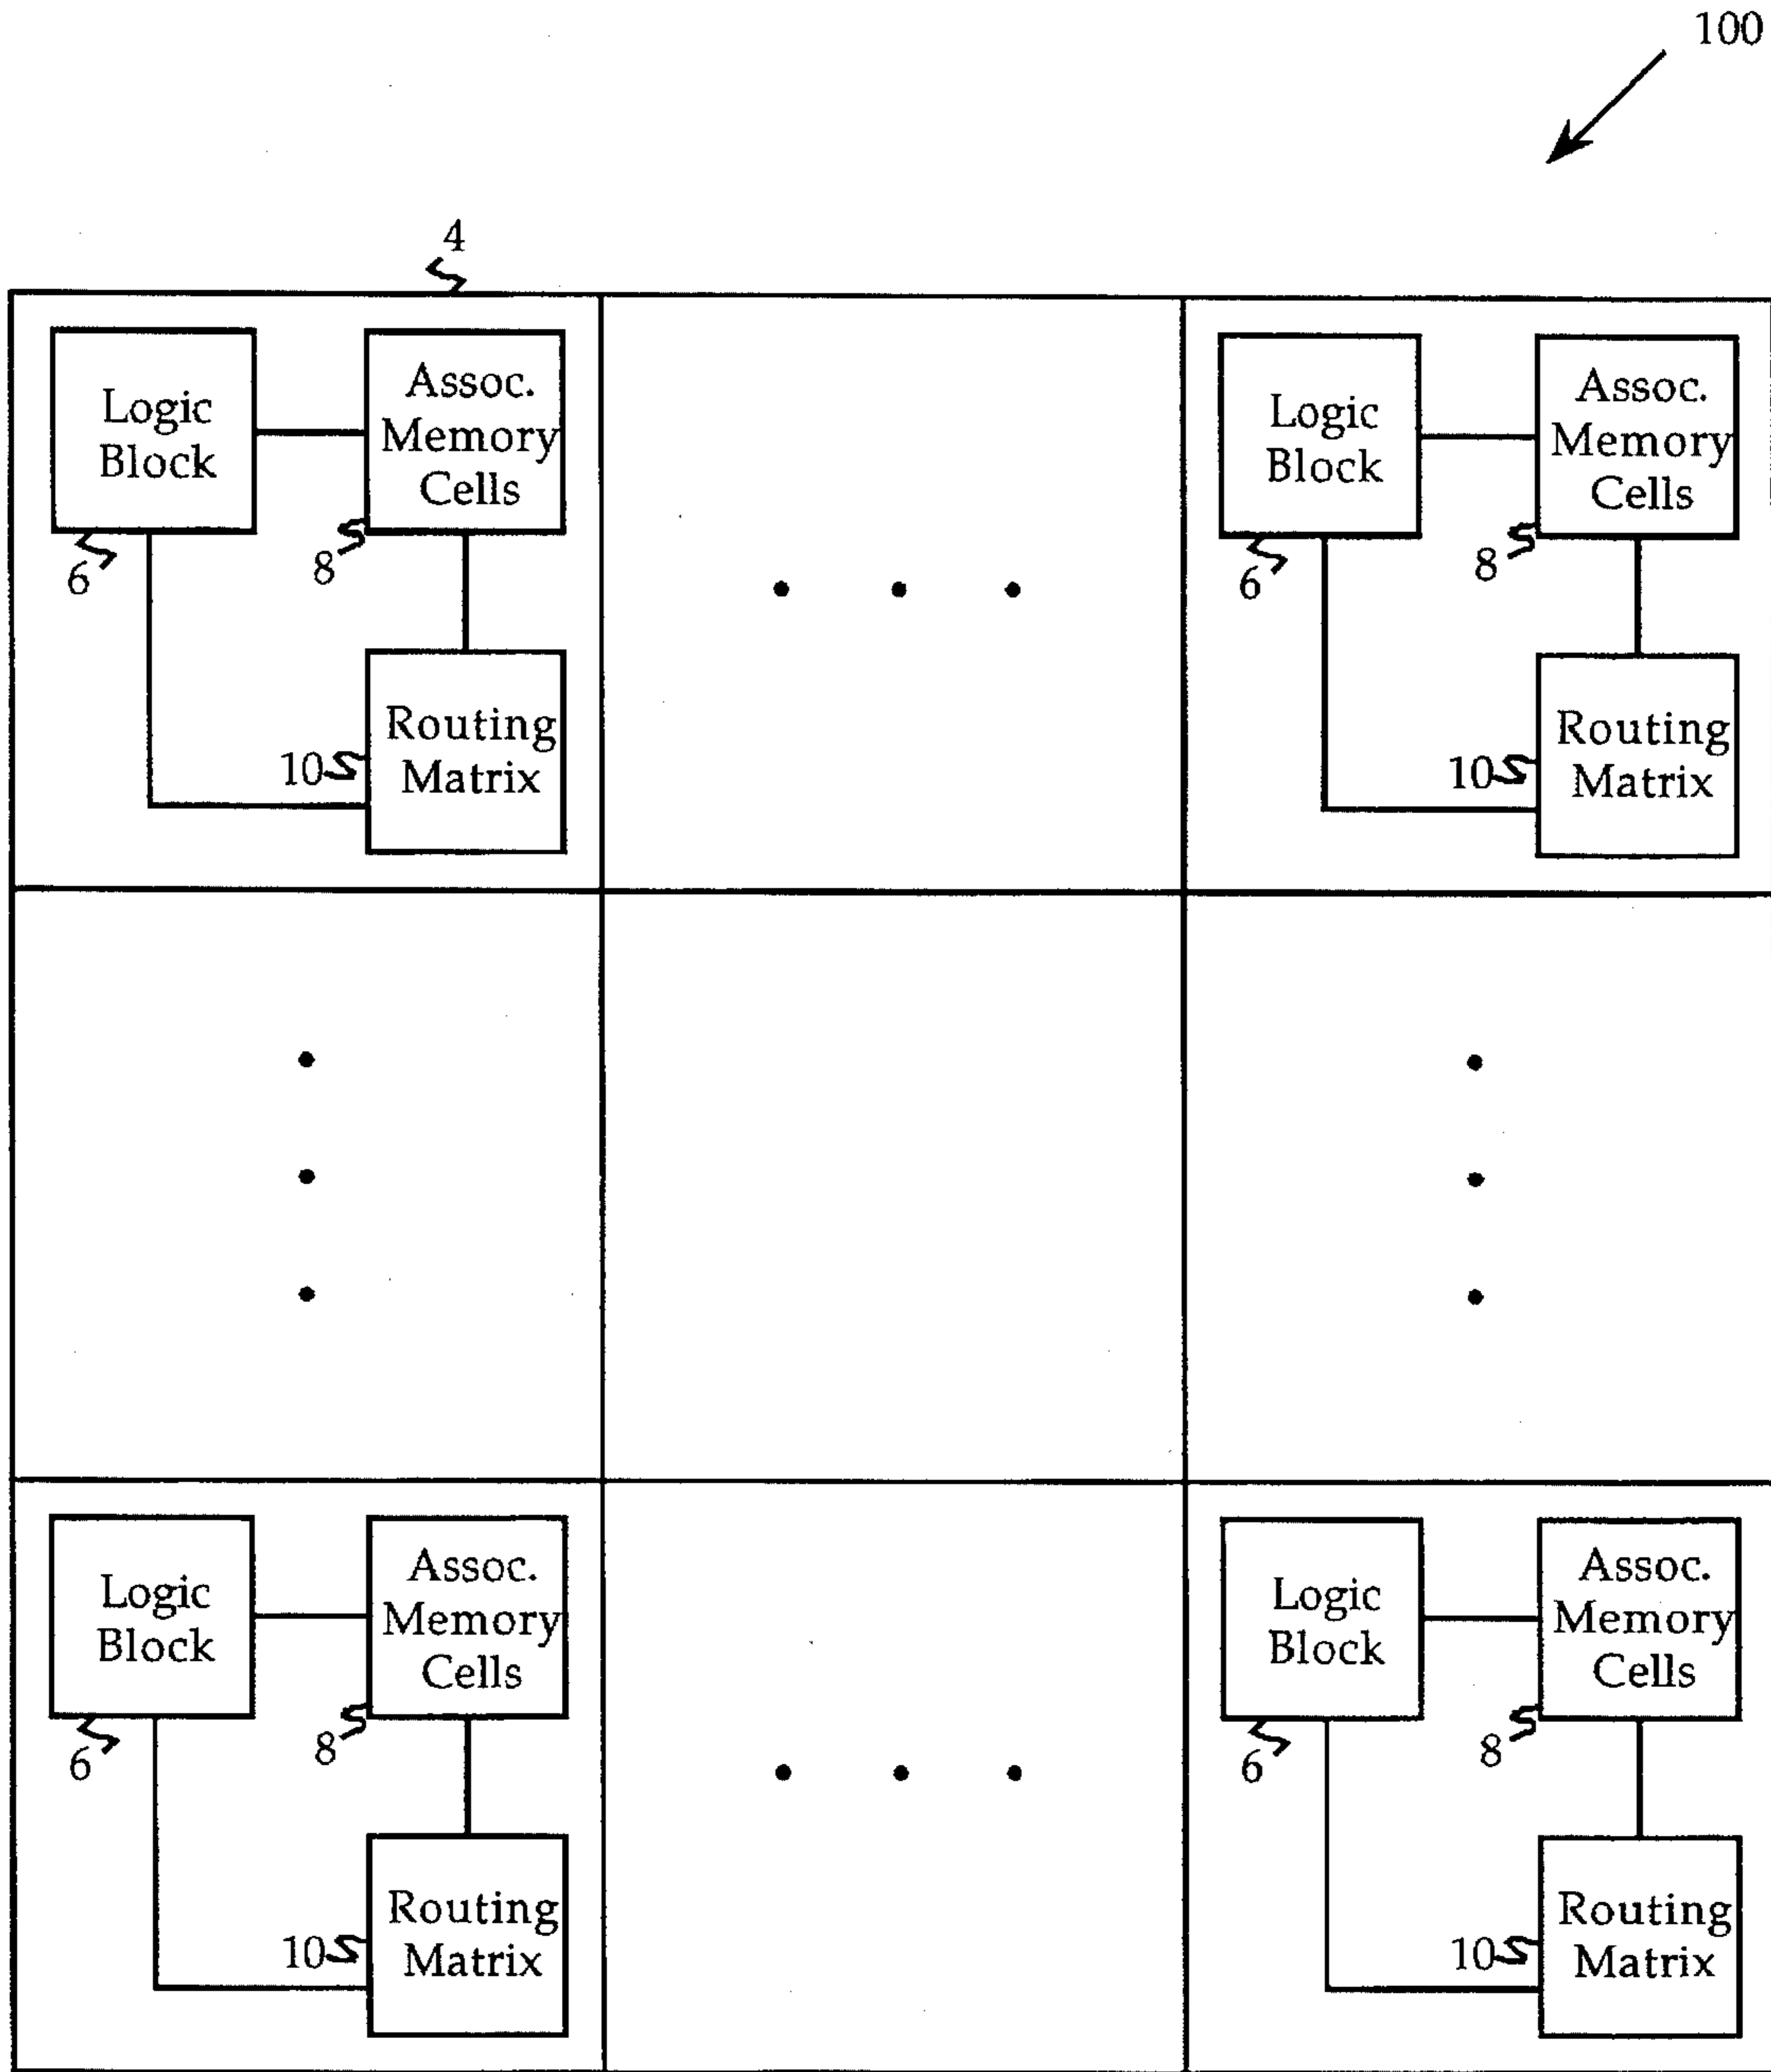 100
4
Logic
Block
Assoc.
Memory
Cells
6
8
Routing
Matrix
10
Logic
Block
Assoc.
Memory
Cells
6
8
Routing
Matrix
10
Logic
Block
Assoc.
Memory
Cells
6
8
Routing
Matrix
10
Logic
Block
Assoc.
Memory
Cells
6
8
Routing
Matrix
10